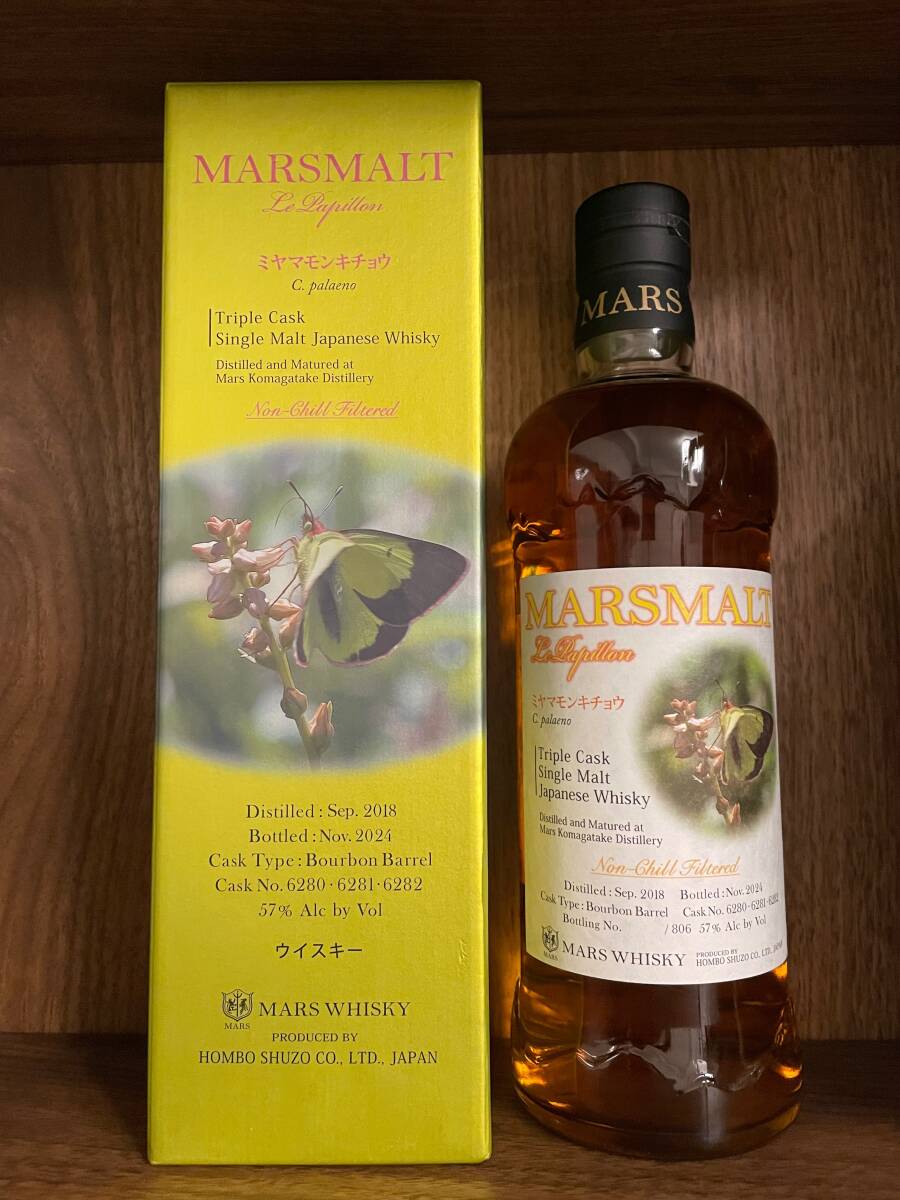 MARSMALT
Le Papillon
ミヤマモンキチョウ
C. palaeno
Triple Cask
Single Malt Japanese Whisky
Distilled and Matured at
Mars Komagatake Distillery
Non-Chill Filtered
Distilled : Sep. 2018
Bottled : Nov. 2024
Cask Type : Bourbon Barrel
Cask No. 6280・6281・6282
57% Alc by Vol
ウイスキー
MARS
MARS WHISKY
PRODUCED BY
HOMBO SHUZO CO., LTD., JAPAN
MARS
MARSMALT
Le Papillon
ミヤマモンキチョウ
C. palaeno
Triple Cask
Single Malt
Japanese Whisky
Distilled and Matured at
Mars Komagatake Distillery
Non-Chill Filtered
Distilled : Sep. 2018 Bottled : Nov. 2024
Cask Type : Bourbon Barrel Cask No. 6280・6281・6282
Bottling No. / 806 57% Alc by Vol
MARS
MARS WHISKY
PRODUCED BY
HOMBO SHUZO CO., LTD., JAPAN